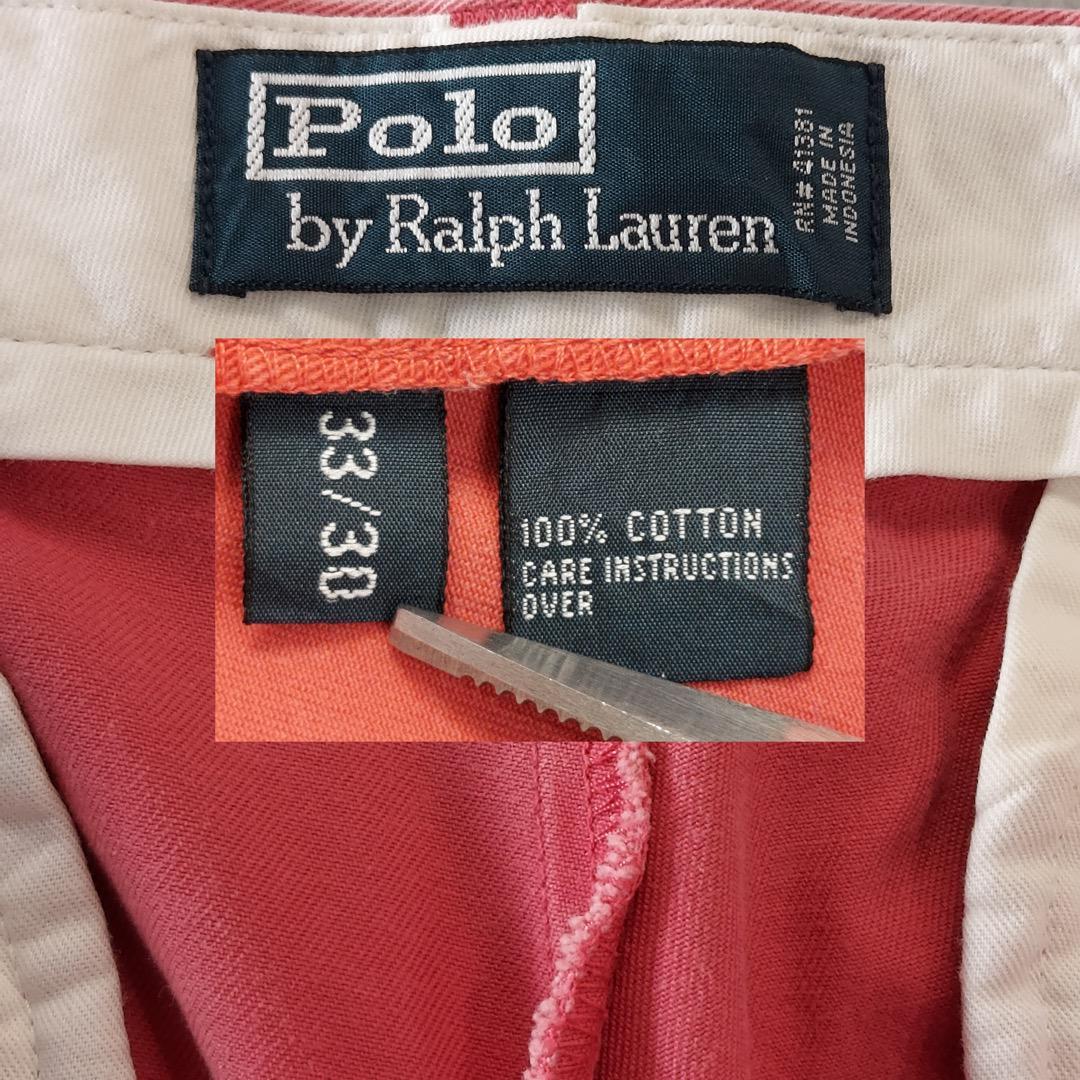 Polo
by Ralph Lauren
RN# 41381
MADE IN
INDONESIA
33/30
100% COTTON
CARE INSTRUCTIONS
OVER